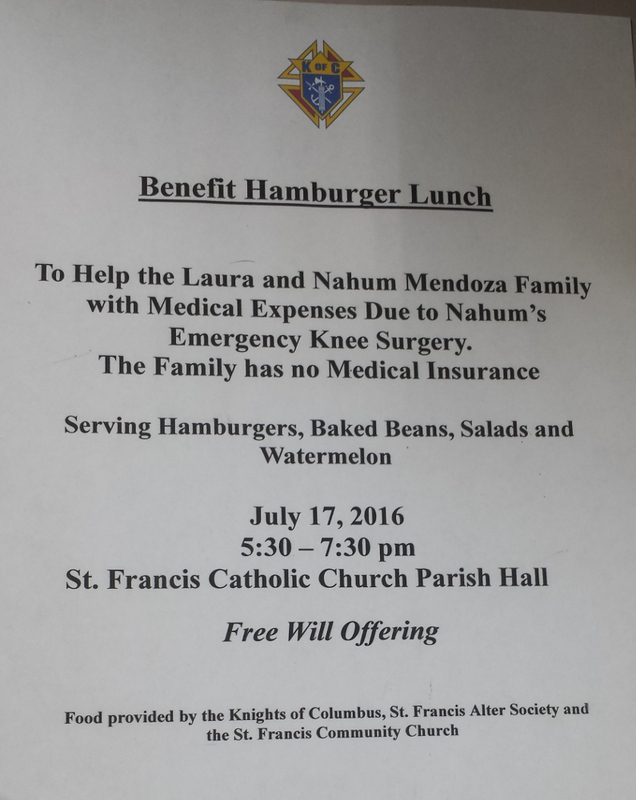 K OF C
Benefit Hamburger Lunch
To Help the Laura and Nahum Mendoza Family
with Medical Expenses Due to Nahum's
Emergency Knee Surgery.
The Family has no Medical Insurance
Serving Hamburgers, Baked Beans, Salads and
Watermelon
July 17, 2016
5:30 – 7:30 pm
St. Francis Catholic Church Parish Hall
Free Will Offering
Food provided by the Knights of Columbus, St. Francis Alter Society and
the St. Francis Community Church